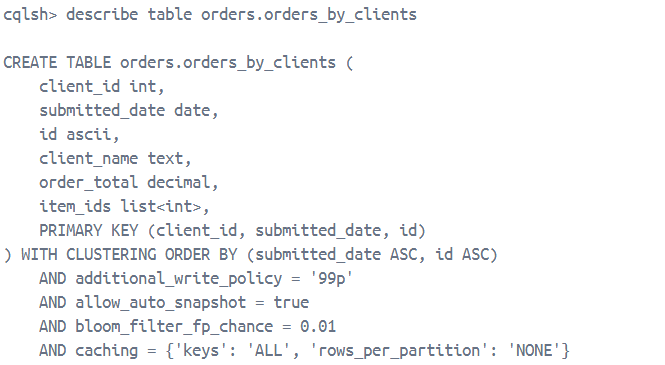 cqlsh> describe table orders.orders_by_clients
CREATE TABLE orders.orders_by_clients (
    client_id int,
    submitted_date date,
    id ascii,
    client_name text,
    order_total decimal,
    item_ids list<int>,
    PRIMARY KEY (client_id, submitted_date, id)
) WITH CLUSTERING ORDER BY (submitted_date ASC, id ASC)
    AND additional_write_policy = '99p'
    AND allow_auto_snapshot = true
    AND bloom_filter_fp_chance = 0.01
    AND caching = {'keys': 'ALL', 'rows_per_partition': 'NONE'}